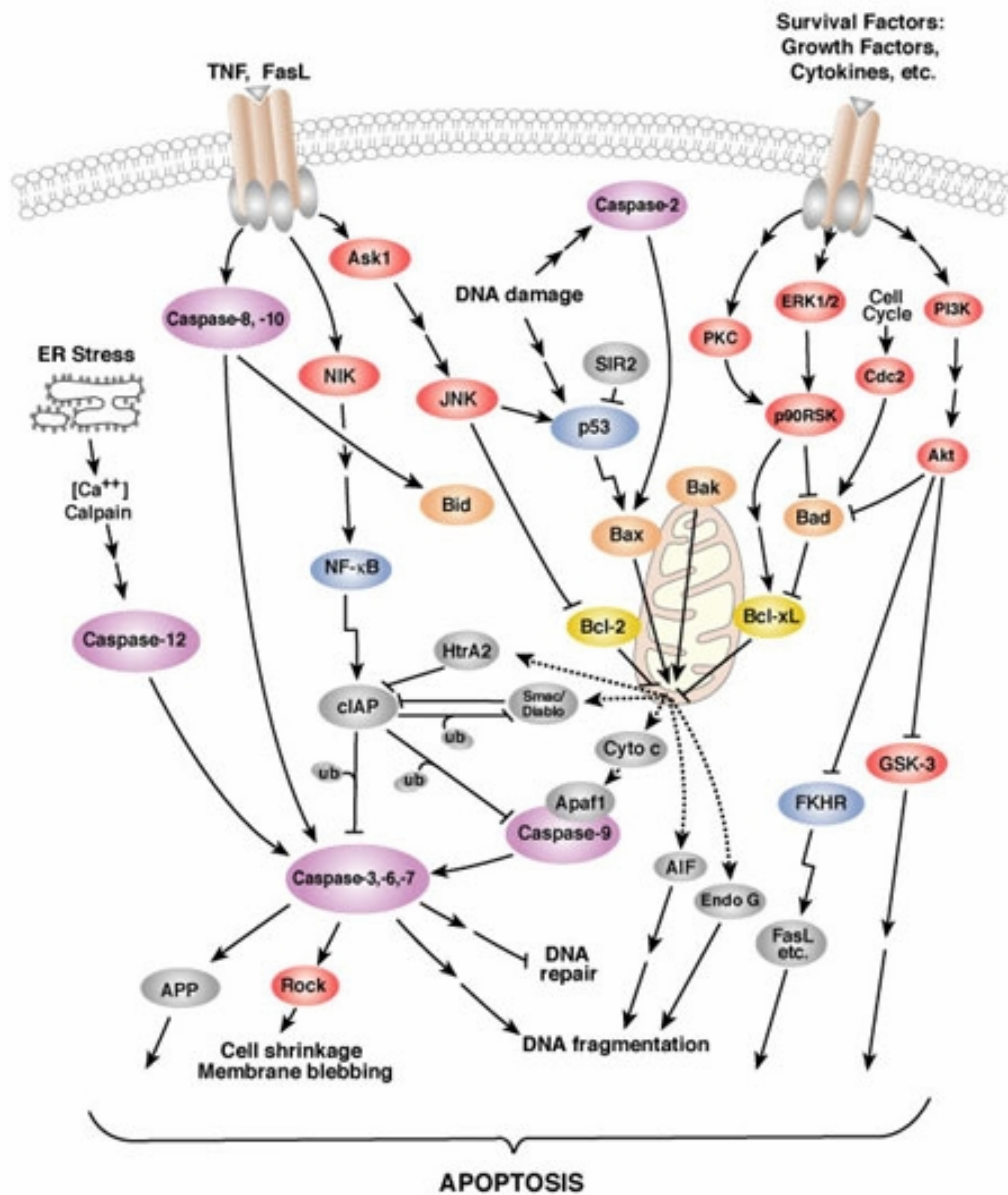 Survival Factors:
Growth Factors,
Cytokines, etc.
TNF, FasL
Caspase-2
Ask1
DNA damage
ERK1/2
Cell
Cycle
PI3K
Caspase-8, -10
PKC
ER Stress
SIR2
NIK
JNK
Cdc2
p53
p90RSK
Akt
[Ca++]
Calpain
Bid
Bak
Bax
Bad
NF-κB
Caspase-12
Bcl-2
Bcl-xL
HtrA2
cIAP
Smac/
Diablo
ub
Cyto c
ub
ub
GSK-3
Apaf1
FKHR
Caspase-9
Caspase-3,-6,-7
AIF
Endo G
FasL
etc.
DNA
repair
APP
Rock
DNA fragmentation
Cell shrinkage
Membrane blebbing
APOPTOSIS